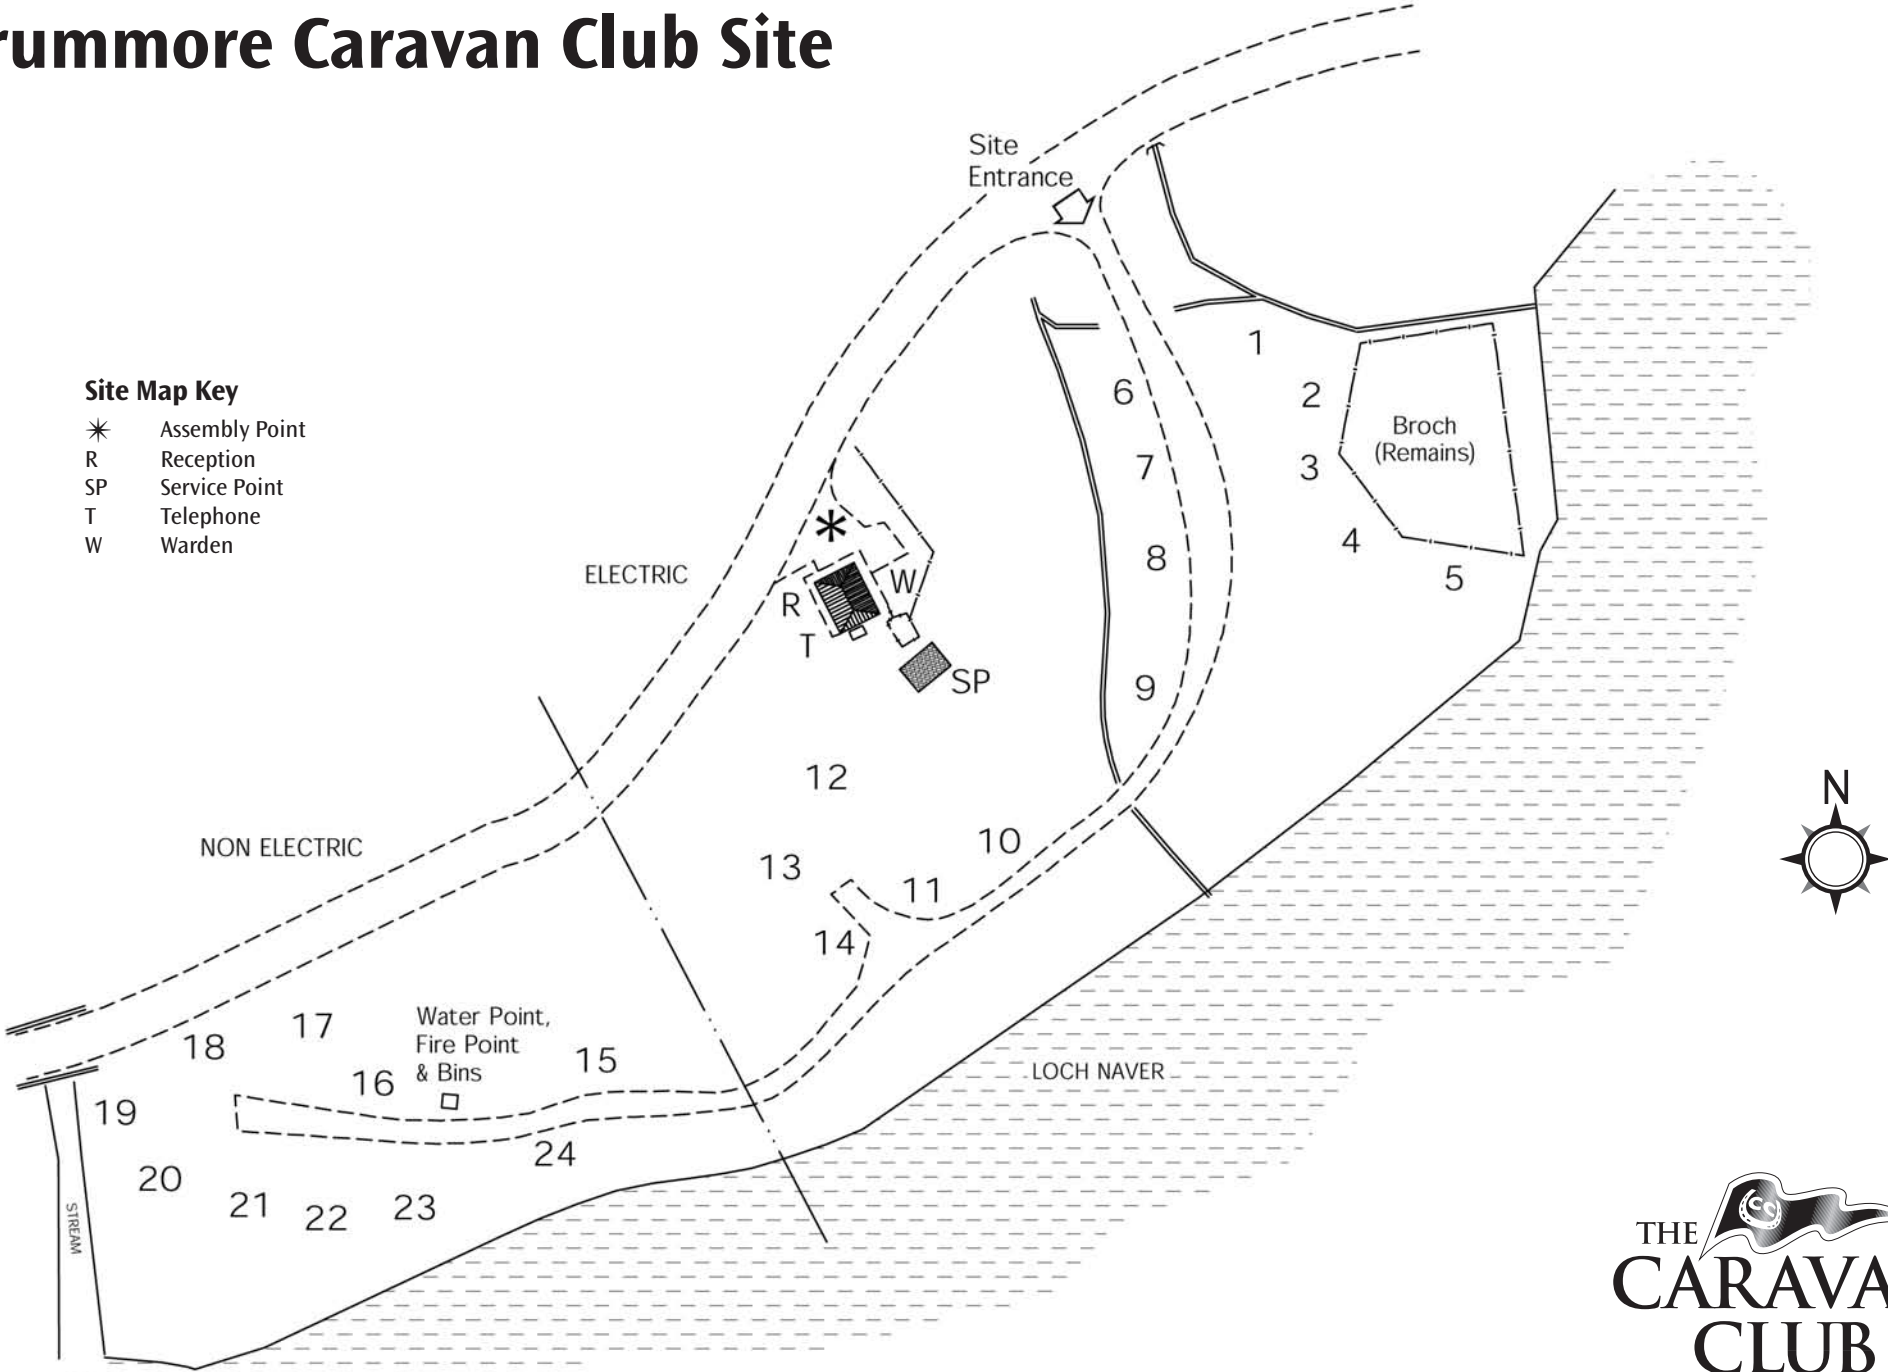 rummore Caravan Club Site
Site
Entrance
Site Map Key
Assembly Point
R Reception
SP Service Point
T Telephone
W Warden
ELECTRIC
NON ELECTRIC
R
T
W
SP
Broch
(Remains)
1
2
3
4
5
6
7
8
9
10
11
12
13
14
15
16
17
18
19
20
21
22
23
24
Water Point,
Fire Point
& Bins
LOCH NAVER
STREAM
N
CC
THE
CARAVA
CLUB